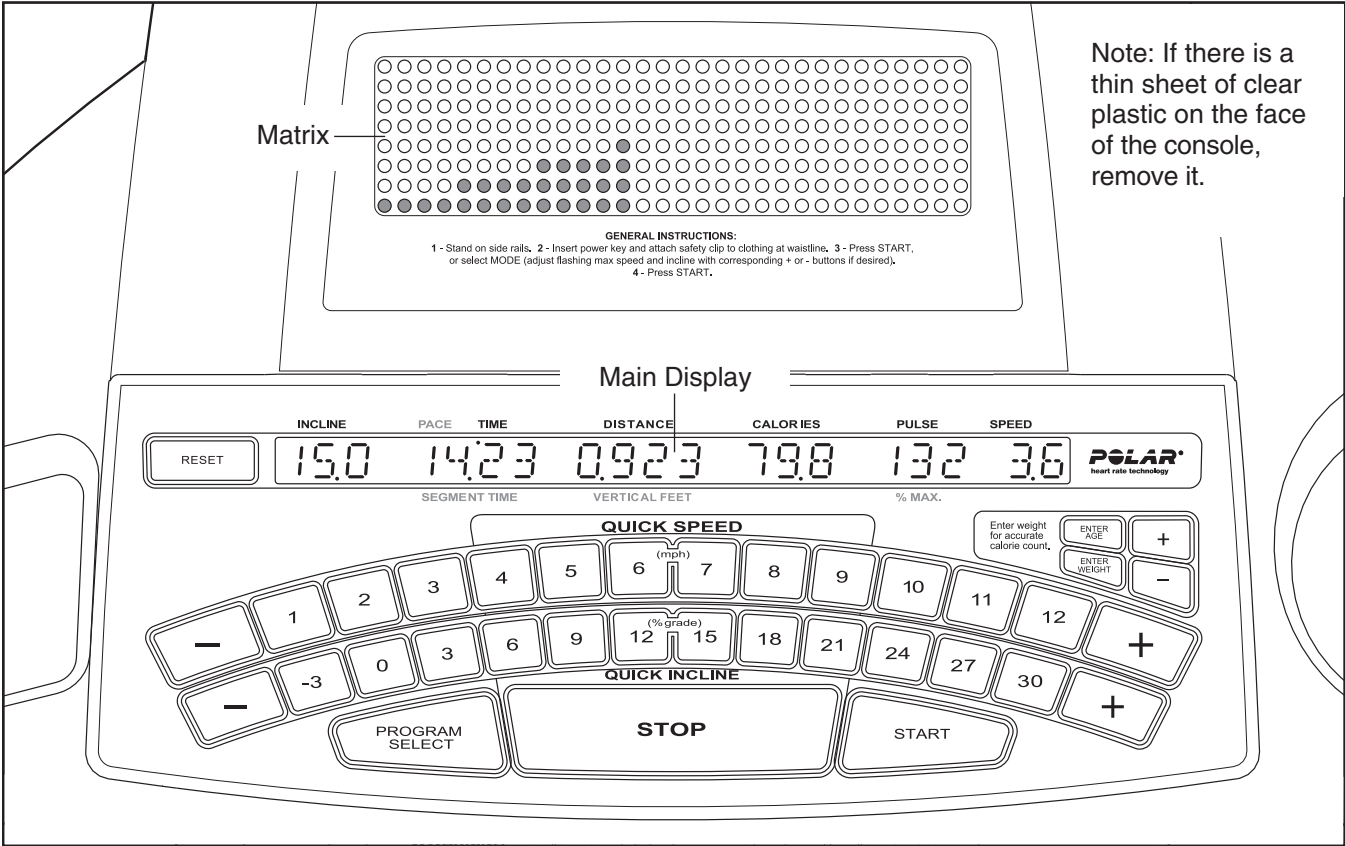 Note: If there is a
thin sheet of clear
plastic on the face
of the console,
remove it.
Matrix
GENERAL INSTRUCTIONS:
1 - Stand on side rails. 2 - Insert power key and attach safety clip to clothing at waistline. 3 - Press START,
or select MODE (adjust flashing max speed and incline with corresponding + or - buttons if desired).
4 - Press START.
Main Display
INCLINE PACE TIME DISTANCE CALORIES PULSE SPEED
RESET 15.0 14:23 0.923 79.8 132 3.6 POLAR
heart rate technology
SEGMENT TIME VERTICAL FEET % MAX.
QUICK SPEED
(mph)
Enter weight
for accurate
calorie count.
ENTER
AGE
+
ENTER
WEIGHT
−
− 1 2 3 4 5 6 7 8 9 10 11 12 +
(% grade)
− -3 0 3 6 9 12 15 18 21 24 27 30 +
QUICK INCLINE
PROGRAM
SELECT
STOP
START